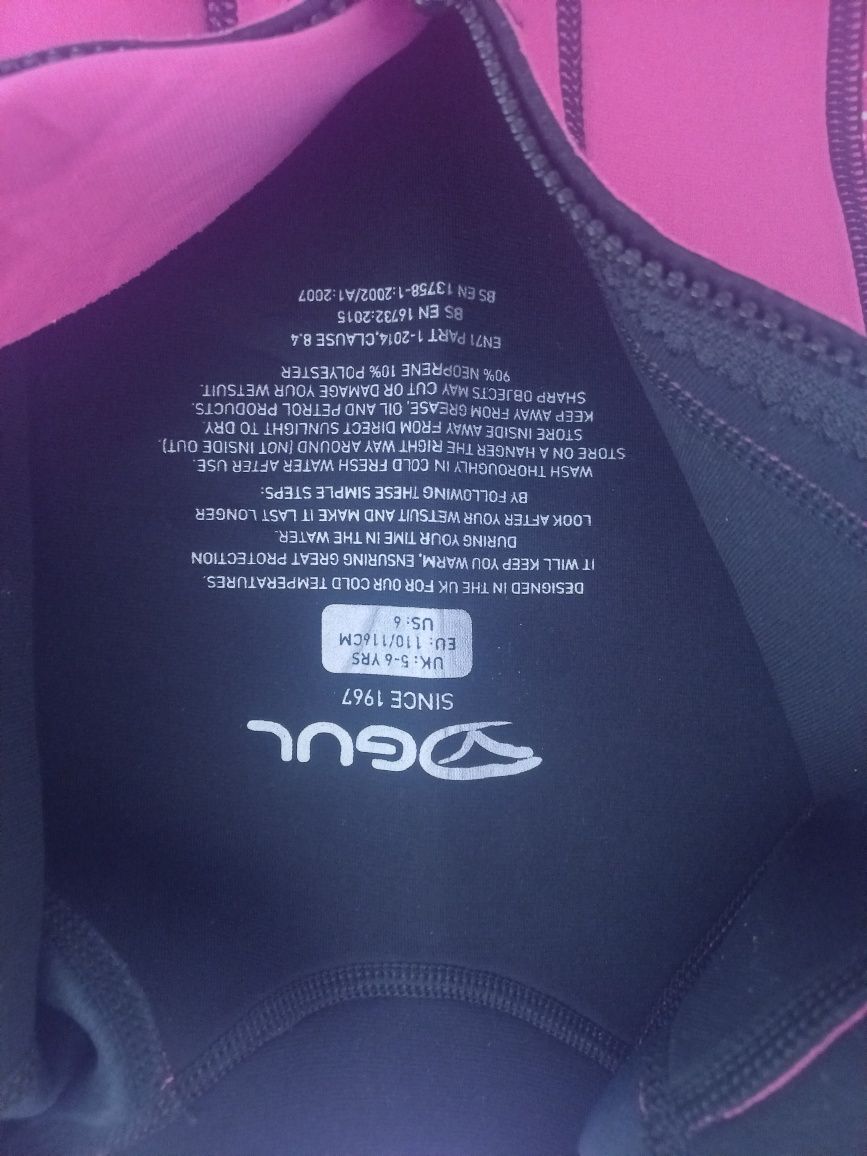 GUL
SINCE 1967
UK: 5-6 YRS
EU: 110/116CM
US: 6
DESIGNED IN THE UK FOR OUR COLD TEMPERATURES.
IT WILL KEEP YOU WARM, ENSURING GREAT PROTECTION
DURING YOUR TIME IN THE WATER.
LOOK AFTER YOUR WETSUIT AND MAKE IT LAST LONGER
BY FOLLOWING THESE SIMPLE STEPS:
WASH THOROUGHLY IN COLD FRESH WATER AFTER USE.
STORE ON A HANGER THE RIGHT WAY AROUND (NOT INSIDE OUT).
STORE INSIDE AWAY FROM DIRECT SUNLIGHT TO DRY.
KEEP AWAY FROM GREASE, OIL AND PETROL PRODUCTS.
SHARP OBJECTS MAY CUT OR DAMAGE YOUR WETSUIT.
90% NEOPRENE 10% POLYESTER
EN71 PART 1-2014,CLAUSE 8.4
BS EN 16732:2015
BS EN 13758-1:2002/A1:2007